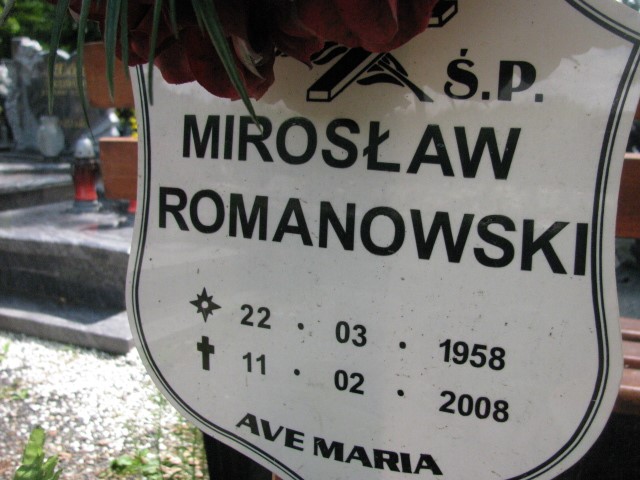 Ś.P.
MIROSŁAW
ROMANOWSKI
22 . 03 . 1958
11 . 02 . 2008
AVE MARIA